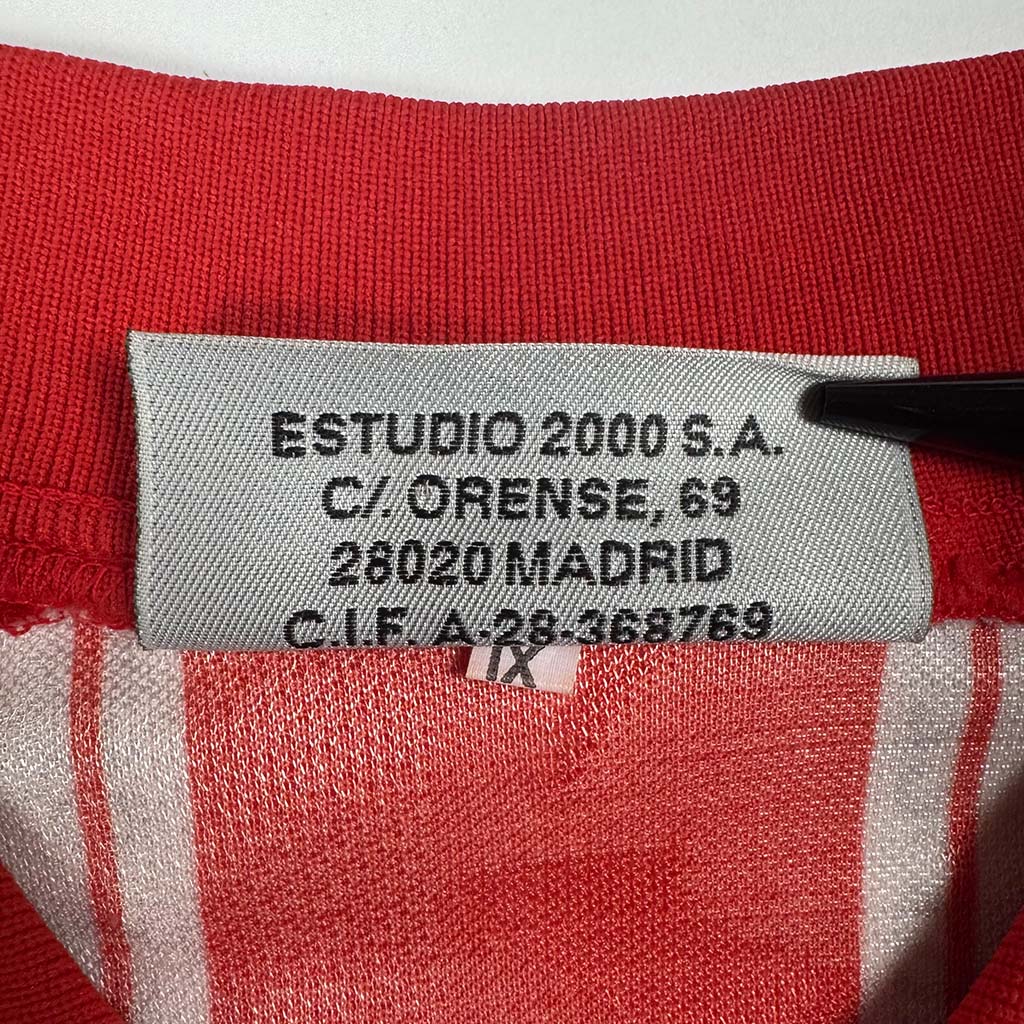 ESTUDIO 2000 S.A.
C/. ORENSE, 69
28020 MADRID
C.I.F. A-28-368769
IX